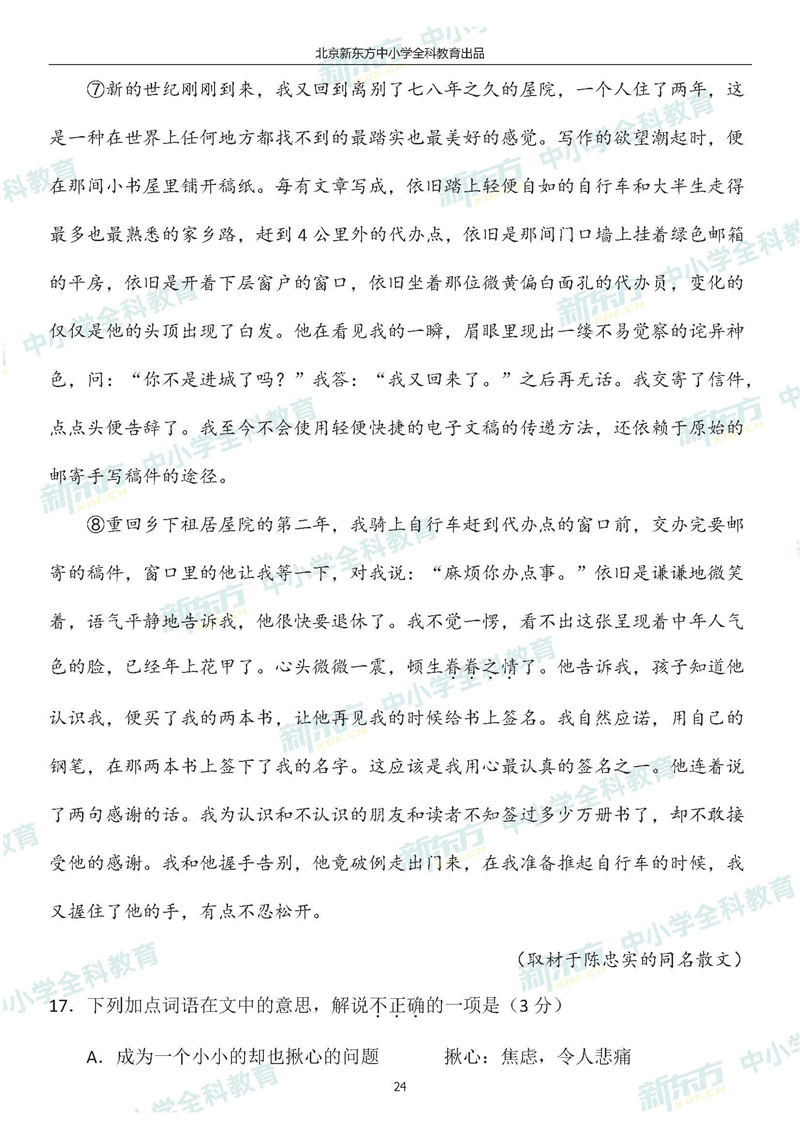 北京新东方中小学全科教育出品
⑦新的世纪刚刚到来，我又回到离别了七八年之久的屋院，一个人住了两年，这
是一种在世界上任何地方都找不到的最踏实也最美好的感觉。写作的欲望潮起时，便
在那间小书屋里铺开稿纸。每有文章写成，依旧踏上轻便自如的自行车和大半生走得
最多也最熟悉的家乡路，赶到 4 公里外的代办点，依旧是那间门口墙上挂着绿色邮箱
的平房，依旧是开着下层窗户的窗口，依旧坐着那位微黄偏白面孔的代办员，变化的
仅仅是他的头顶出现了白发。他在看见我的一瞬，眉眼里现出一缕不易觉察的诧异神
色，问：“你不是进城了吗？”我答：“我又回来了。”之后再无话。我交寄了信件，
点点头便告辞了。我至今不会使用轻便快捷的电子文稿的传递方法，还依赖于原始的
邮寄手写稿件的途径。
⑧重回乡下祖居屋院的第二年，我骑上自行车赶到代办点的窗口前，交办完要邮
寄的稿件，窗口里的他让我等一下，对我说：“麻烦你办点事。”依旧是谦谦地微笑
着，语气平静地告诉我，他很快要退休了。我不觉一愣，看不出这张呈现着中年人气
色的脸，已经年上花甲了。心头微微一震，顿生眷眷之情了。他告诉我，孩子知道他
认识我，便买了我的两本书，让他再见我的时候给书上签名。我自然应诺，用自己的
钢笔，在那两本书上签下了我的名字。这应该是我用心最认真的签名之一。他连着说
了两句感谢的话。我为认识和不认识的朋友和读者不知签过多少万册书了，却不敢接
受他的感谢。我和他握手告别，他竟破例走出门来，在我准备推起自行车的时候，我
又握住了他的手，有点不忍松开。
（取材于陈忠实的同名散文）
17．下列加点词语在文中的意思，解说不正确的一项是（3 分）
A．成为一个小小的却也揪心的问题 揪心：焦虑，令人悲痛
24